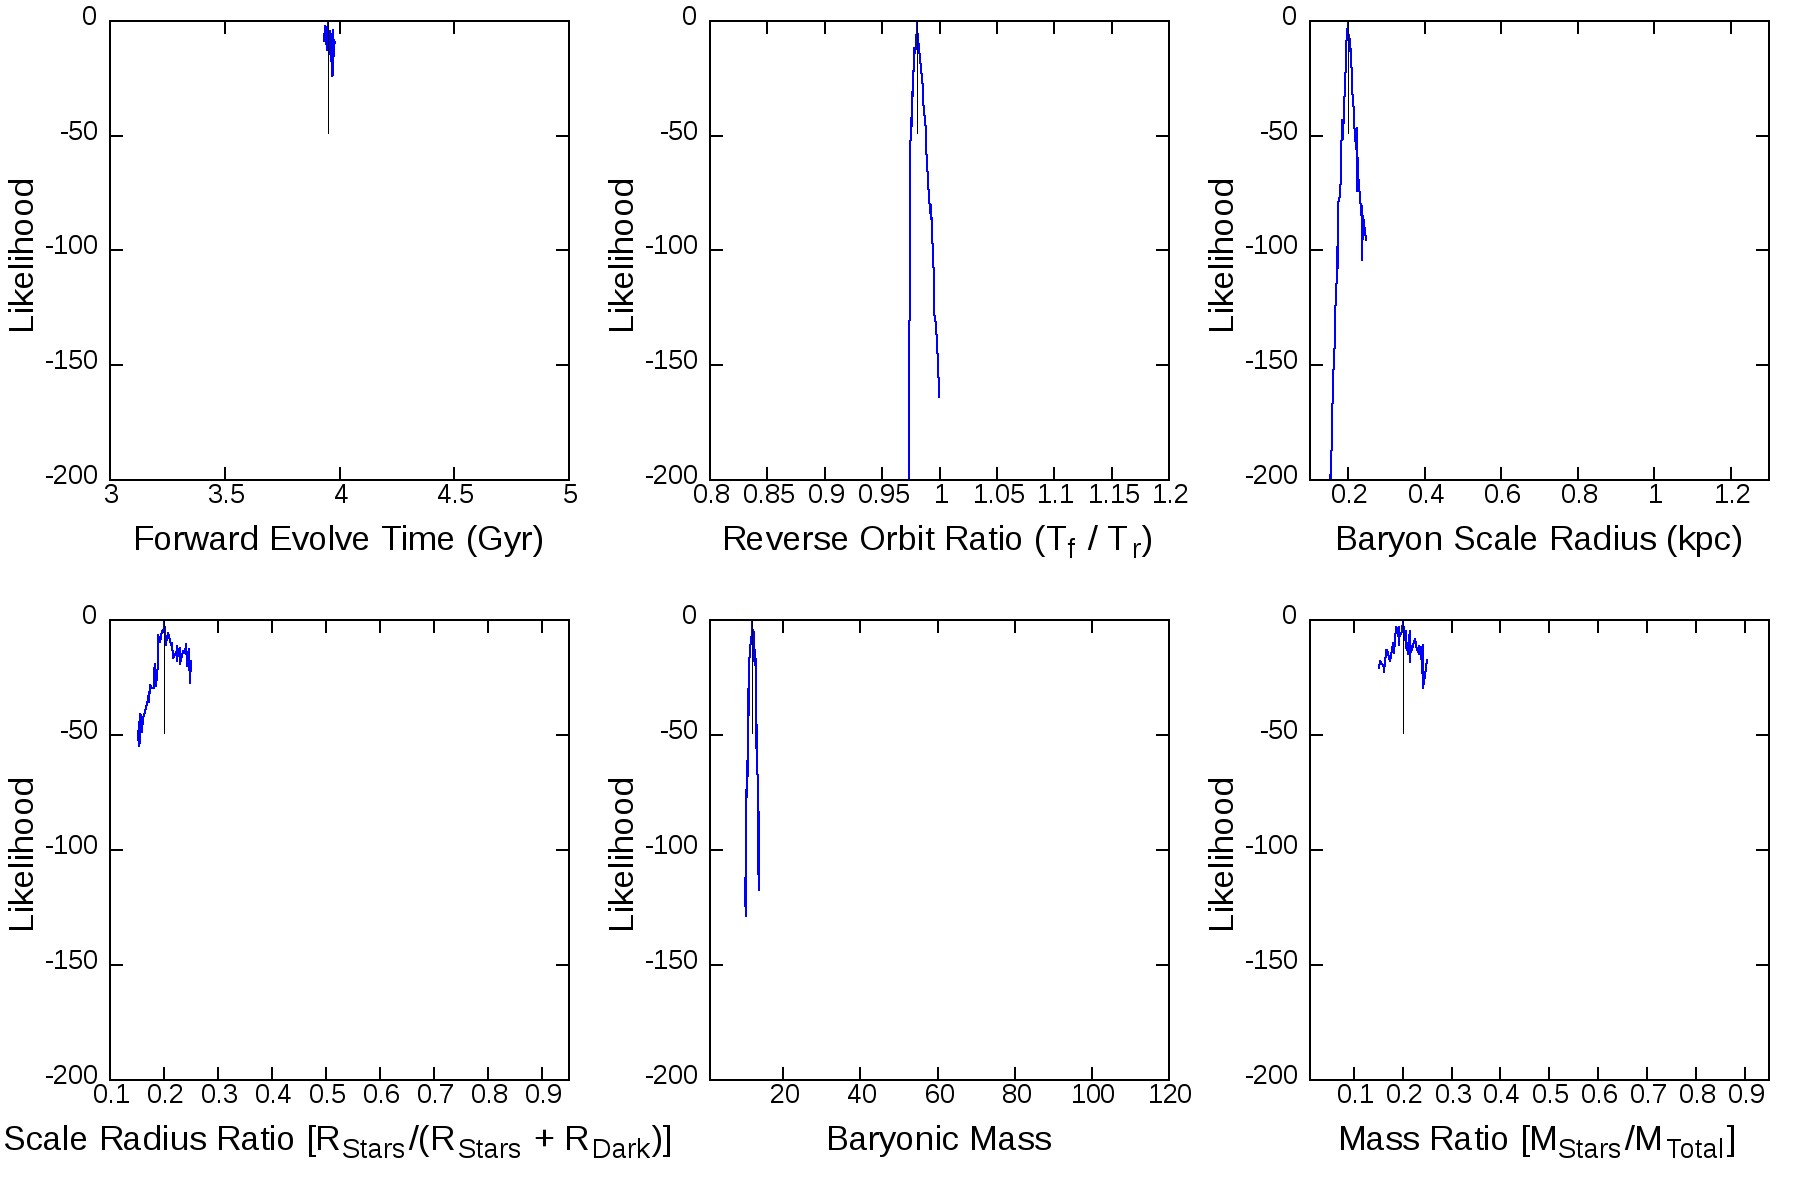 0 0 0
-50 -50 -50
-100 -100 -100
-150 -150 -150
-200 -200 -200
Likelihood Likelihood Likelihood
3 3.5 4 4.5 5 0.8 0.85 0.9 0.95 1 1.05 1.1 1.15 1.2 0.2 0.4 0.6 0.8 1 1.2
Forward Evolve Time (Gyr) Reverse Orbit Ratio (Tf / Tr) Baryon Scale Radius (kpc)
0 0 0
-50 -50 -50
-100 -100 -100
-150 -150 -150
-200 -200 -200
Likelihood Likelihood Likelihood
0.1 0.2 0.3 0.4 0.5 0.6 0.7 0.8 0.9 20 40 60 80 100 120 0.1 0.2 0.3 0.4 0.5 0.6 0.7 0.8 0.9
Scale Radius Ratio [RStars/(RStars + RDark)] Baryonic Mass Mass Ratio [MStars/MTotal]